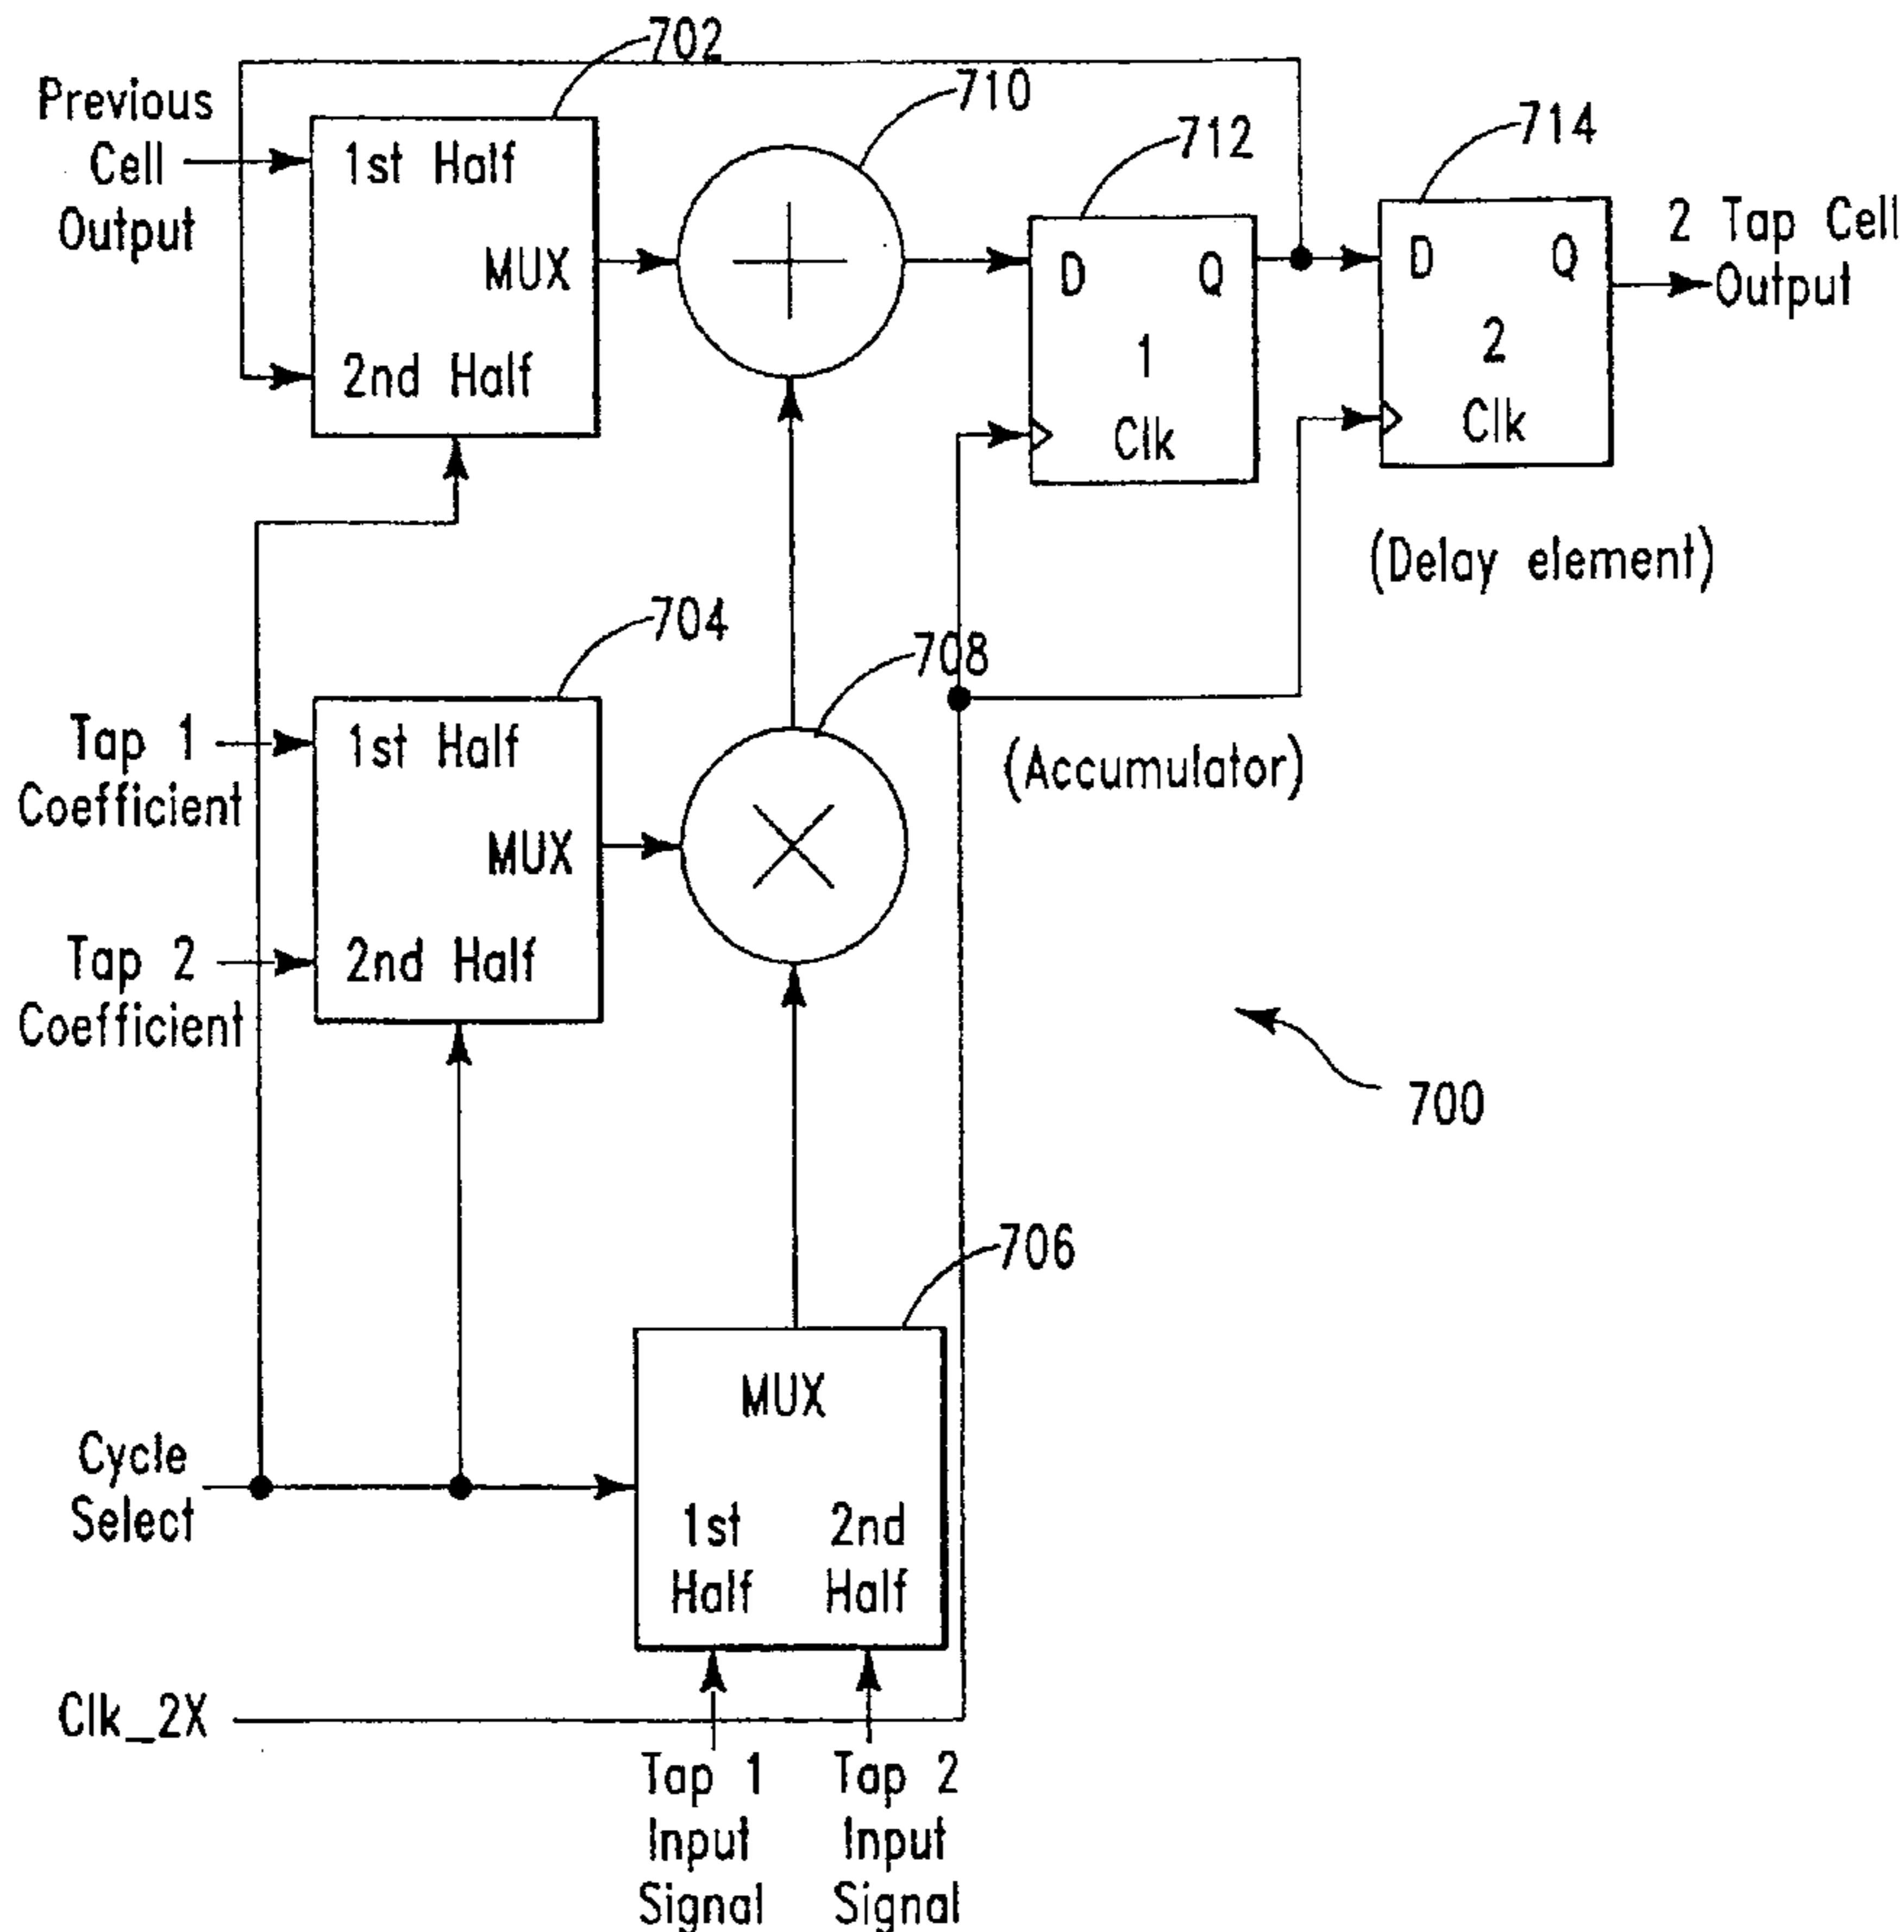 702
Previous
Cell
Output
1st Half
MUX
2nd Half
710
712
D Q
1
Clk
714
D Q
2
Clk
2 Tap Cell
Output
(Delay element)
704
Tap 1
Coefficient
Tap 2
Coefficient
1st Half
MUX
2nd Half
708
(Accumulator)
700
706
Cycle
Select
MUX
1st 2nd
Half Half
Clk_2X
Tap 1
Input
Signal
Tap 2
Input
Signal